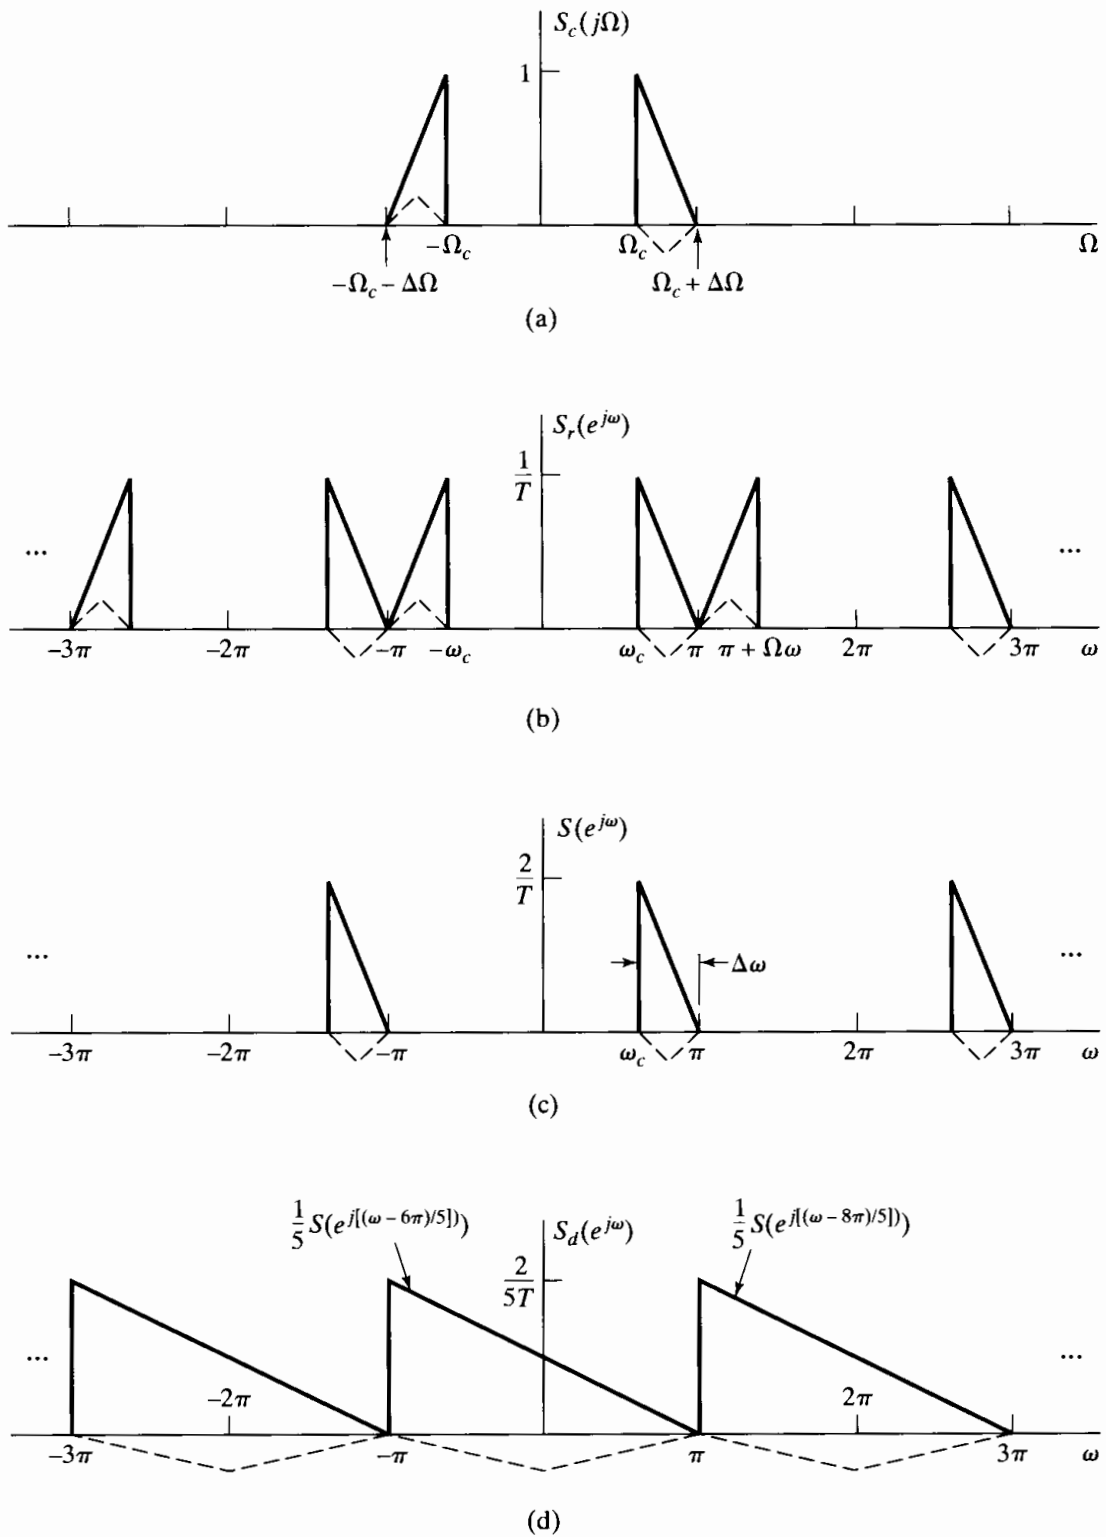 S_c(jΩ)
1
−Ω_c
Ω_c
Ω
−Ω_c − ΔΩ
Ω_c + ΔΩ
(a)
S_r(e^{jω})
1/T
...
...
−3π
−2π
−π
−ω_c
ω_c
π
π + Ωω
2π
3π
ω
(b)
S(e^{jω})
2/T
...
Δω
...
−3π
−2π
−π
ω_c
π
2π
3π
ω
(c)
1/5 S(e^{j[(ω − 6π)/5]})
S_d(e^{jω})
1/5 S(e^{j[(ω − 8π)/5]})
2/5T
...
...
−2π
2π
−3π
−π
π
3π
ω
(d)